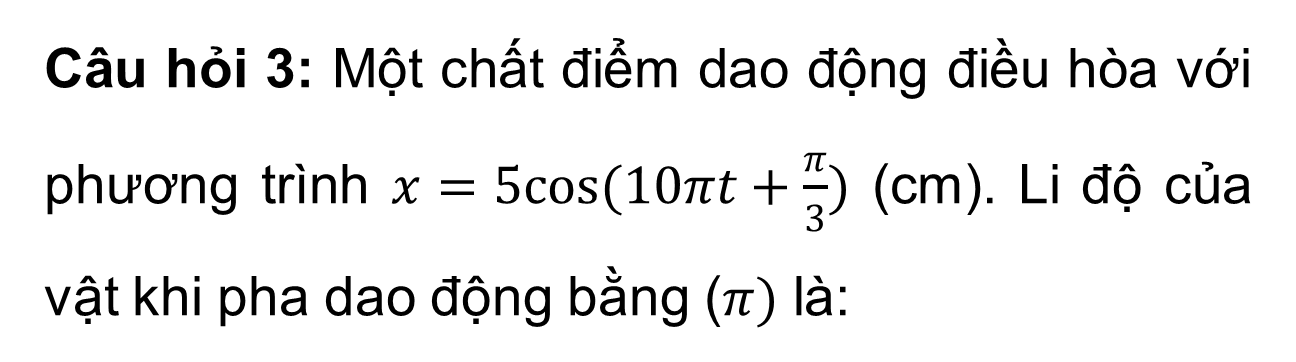 Câu hỏi 3: Một chất điểm dao động điều hòa với
phương trình x = 5cos(10πt + π/3) (cm). Li độ của
vật khi pha dao động bằng (π) là: